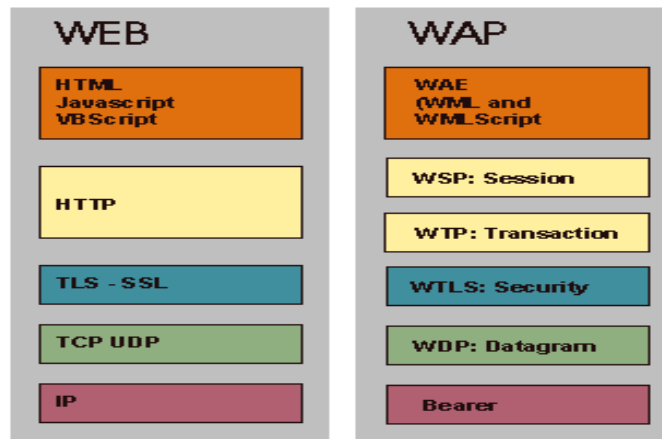 WEB
HTML
Javascript
VBScript
HTTP
TLS - SSL
TCP UDP
IP
WAP
WAE
(WML and
WMLScript
WSP: Session
WTP: Transaction
WTLS: Security
WDP: Datagram
Bearer